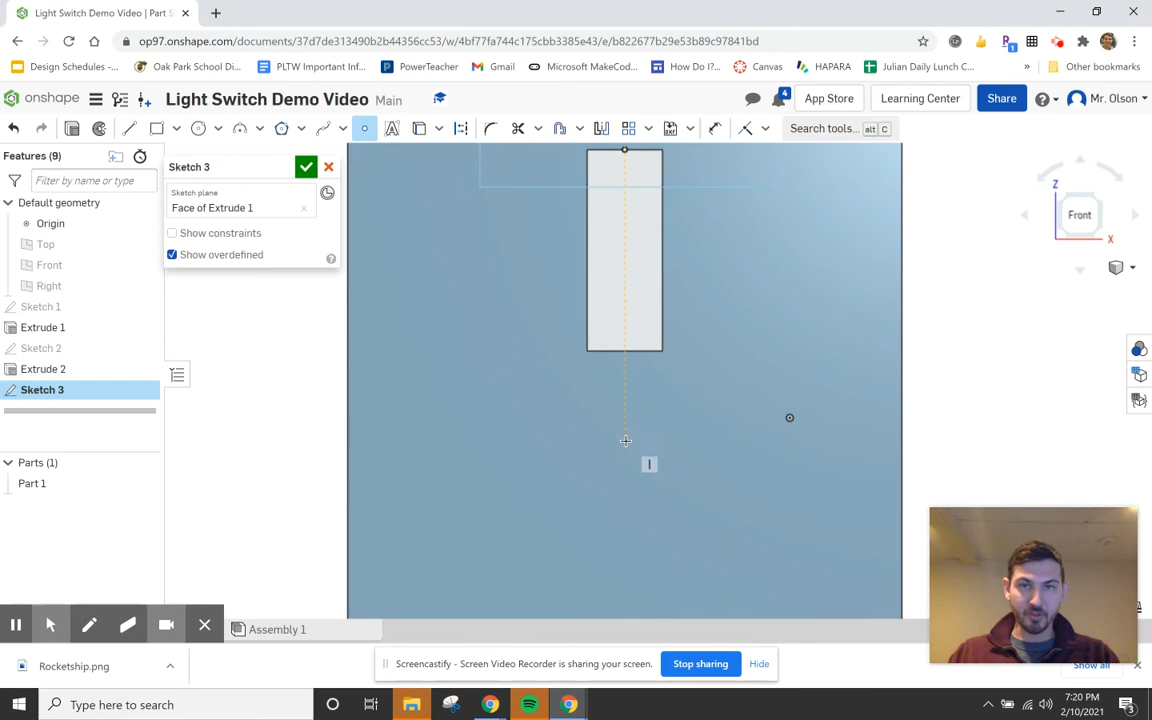 Light Switch Demo Video | Part S
op97.onshape.com/documents/37d7de313490b2b44356cc53/w/4bf77fa744c175cbb3385e43/e/b822677b29e53b89c97841bd
Design Schedules -...
Oak Park School Di...
PLTW Important Inf...
PowerTeacher
Gmail
Microsoft MakeCod...
How Do I?...
Canvas
HAPARA
Julian Daily Lunch C...
»
Other bookmarks
onshape
Light Switch Demo Video Main
4
App Store
Learning Center
Share
Mr. Olson
Search tools...
alt C
Features (9)
Filter by name or type
Default geometry
Origin
Top
Front
Right
Sketch 1
Extrude 1
Sketch 2
Extrude 2
Sketch 3
Parts (1)
Part 1
Sketch 3
Sketch plane
Face of Extrude 1
Show constraints
Show overdefined
Z
Front
X
Assembly 1
Rocketship.png
Screencastify - Screen Video Recorder is sharing your screen.
Stop sharing
Hide
Show all
Type here to search
7:20 PM
2/10/2021
3